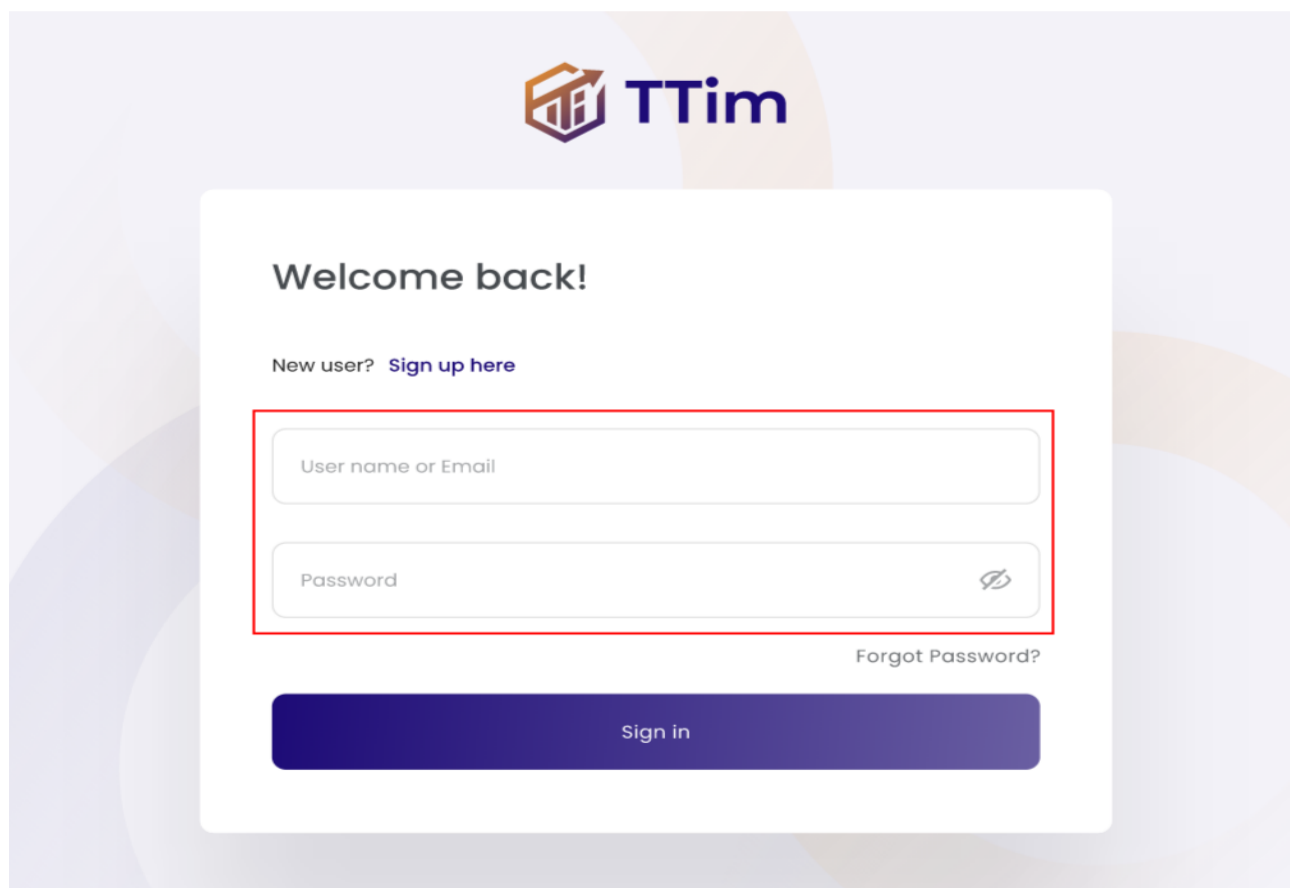 TTim
Welcome back!
New user? Sign up here
User name or Email
Password
Forgot Password?
Sign in